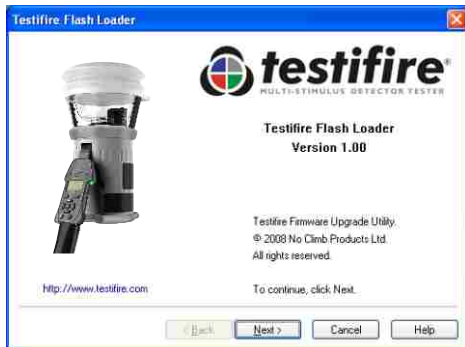 Testifire Flash Loader
testifire®
MULTI-STIMULUS DETECTOR TESTER
Testifire Flash Loader
Version 1.00
Testifire Firmware Upgrade Utility.
© 2008 No Climb Products Ltd.
All rights reserved.
http://www.testifire.com
To continue, click Next.
< Back Next > Cancel Help